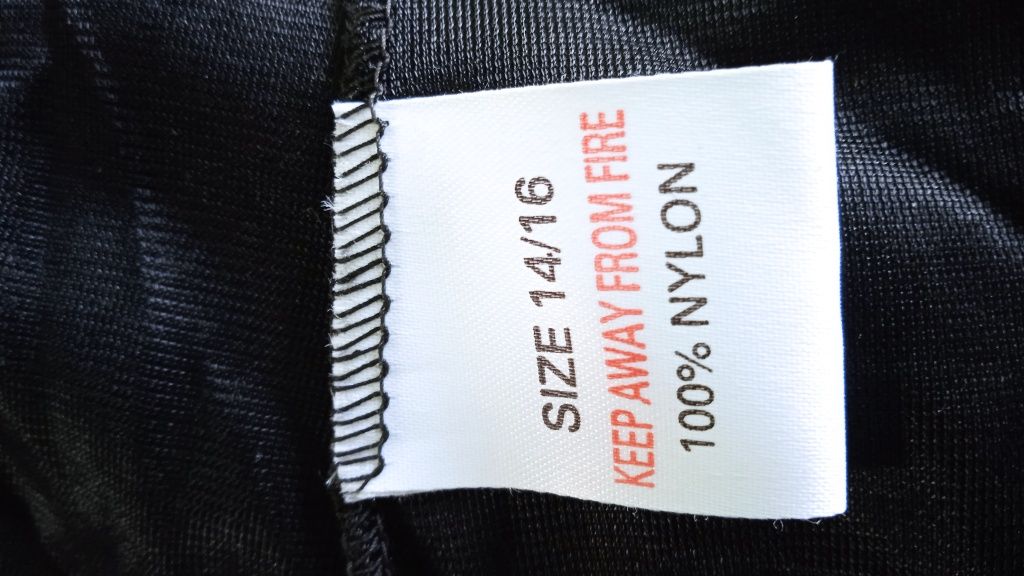 SIZE 14/16
KEEP AWAY FROM FIRE
100% NYLON